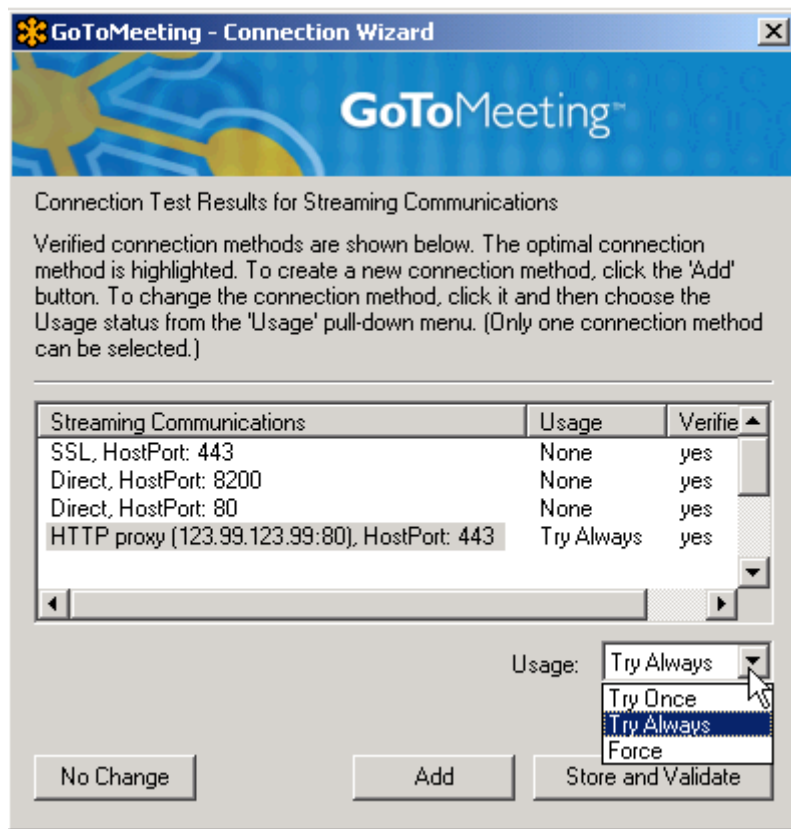 GoToMeeting - Connection Wizard
GoToMeeting™
Connection Test Results for Streaming Communications
Verified connection methods are shown below. The optimal connection
method is highlighted. To create a new connection method, click the 'Add'
button. To change the connection method, click it and then choose the
Usage status from the 'Usage' pull-down menu. (Only one connection method
can be selected.)
Streaming Communications Usage Verifie
SSL, HostPort: 443 None yes
Direct, HostPort: 8200 None yes
Direct, HostPort: 80 None yes
HTTP proxy (123.99.123.99:80), HostPort: 443 Try Always yes
Usage: Try Always
Try Once
Try Always
Force
No Change Add Store and Validate